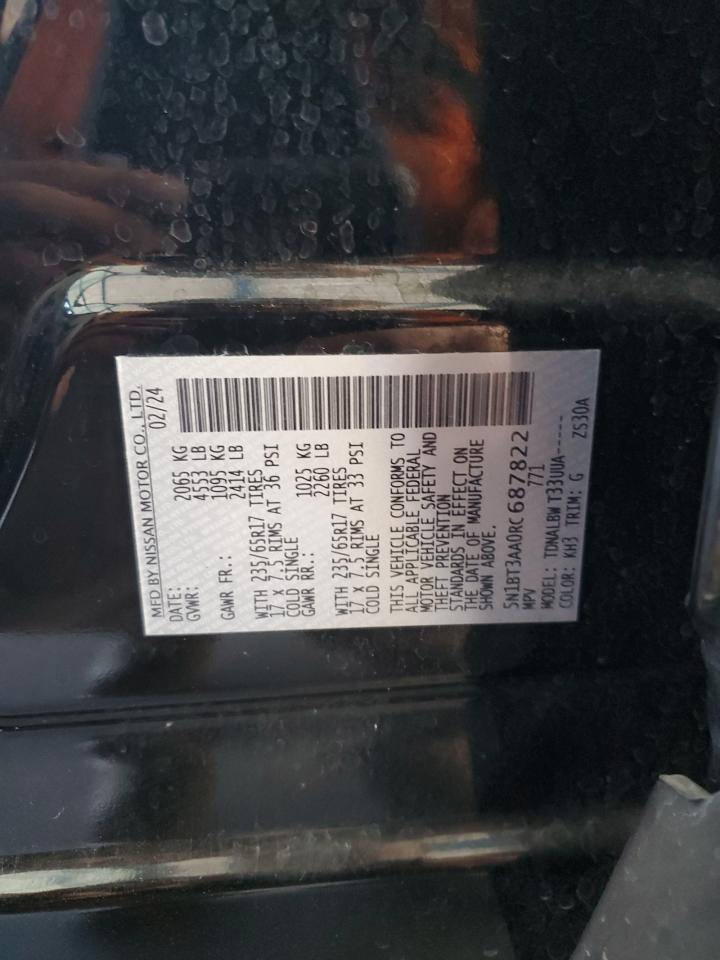 MFD BY NISSAN MOTOR CO., LTD.
DATE: 02/24
GVWR: 2065 KG
4553 LB
GAWR FR.: 1095 KG
2414 LB
WITH 235/65R17 TIRES
17 X 7.5 RIMS AT 36 PSI
COLD SINGLE
GAWR RR.: 1025 KG
2260 LB
WITH 235/65R17 TIRES
17 X 7.5 RIMS AT 33 PSI
COLD SINGLE
THIS VEHICLE CONFORMS TO
ALL APPLICABLE FEDERAL
MOTOR VEHICLE SAFETY AND
THEFT PREVENTION
STANDARDS IN EFFECT ON
THE DATE OF MANUFACTURE
SHOWN ABOVE.
5N1BT3AA0RC687822
MPV 771
MODEL: TDNALBW T33UUA-----
COLOR: KH3 TRIM: G ZS30A